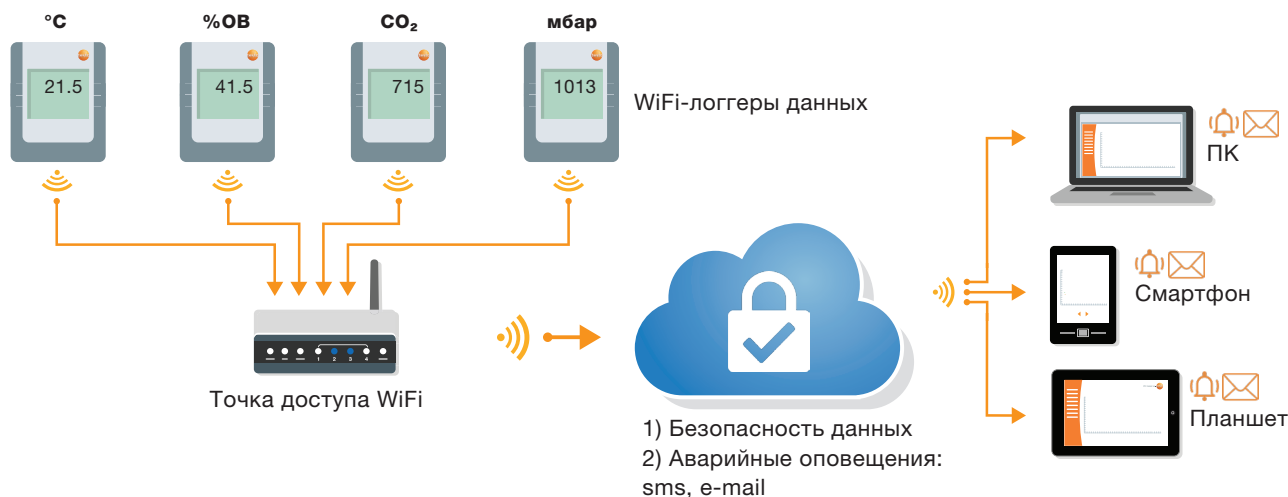 °C
%ОВ
CO₂
мбар
21.5
41.5
715
1013
WiFi-логгеры данных
ПК
Смартфон
Планшет
1 2 3 4
Точка доступа WiFi
1) Безопасность данных
2) Аварийные оповещения:
sms, e-mail